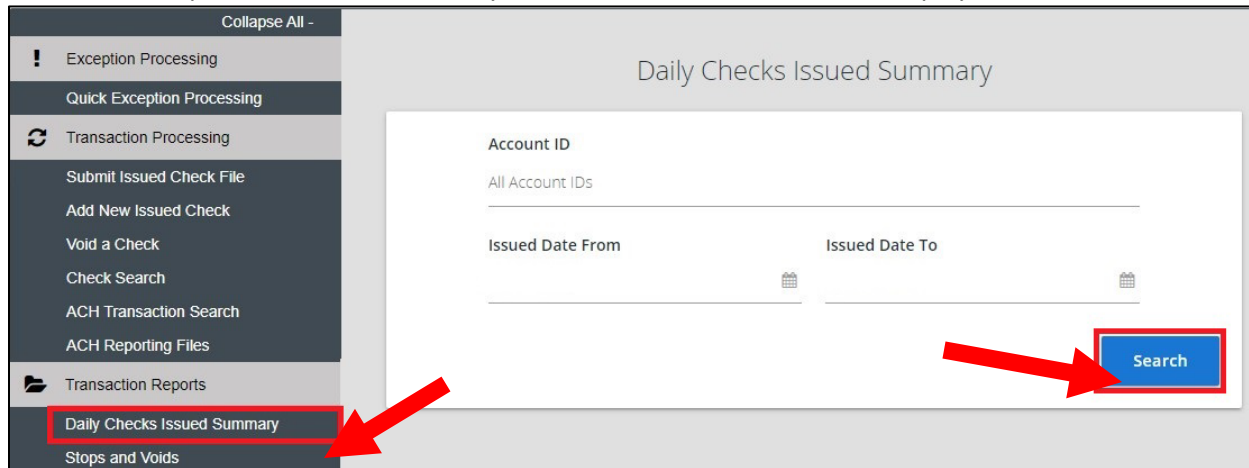 Collapse All -
Exception Processing
Quick Exception Processing
Transaction Processing
Submit Issued Check File
Add New Issued Check
Void a Check
Check Search
ACH Transaction Search
ACH Reporting Files
Transaction Reports
Daily Checks Issued Summary
Stops and Voids
Daily Checks Issued Summary
Account ID
All Account IDs
Issued Date From
Issued Date To
Search